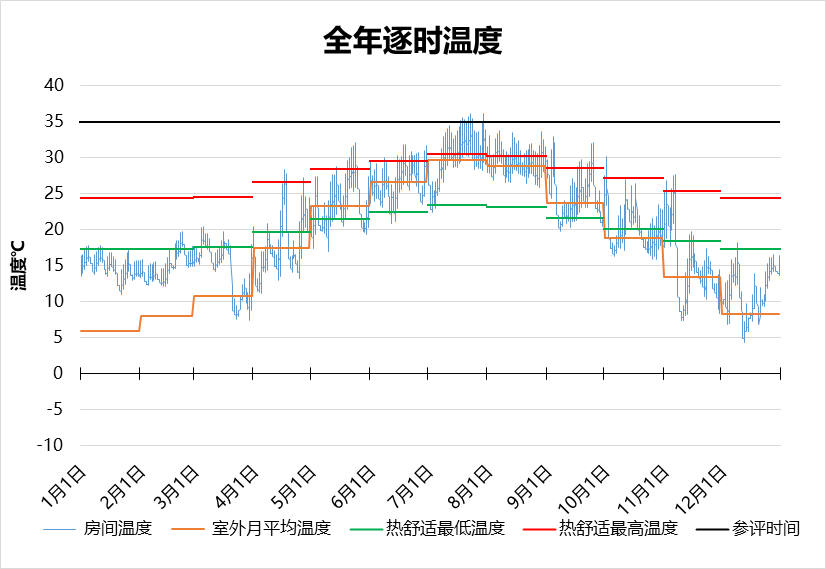 全年逐时温度
温度℃
40
35
30
25
20
15
10
5
0
-5
-10
1月1日
2月1日
3月1日
4月1日
5月1日
6月1日
7月1日
8月1日
9月1日
10月1日
11月1日
12月1日
房间温度 室外月平均温度 热舒适最低温度 热舒适最高温度 参评时间